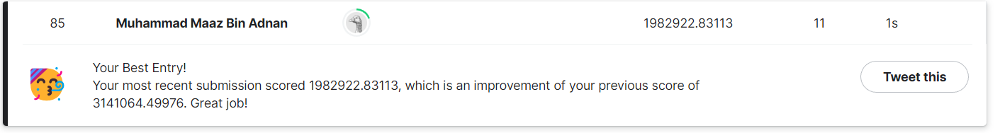 85 Muhammad Maaz Bin Adnan 1982922.83113 11 1s
Your Best Entry!
Your most recent submission scored 1982922.83113, which is an improvement of your previous score of
3141064.49976. Great job!
Tweet this